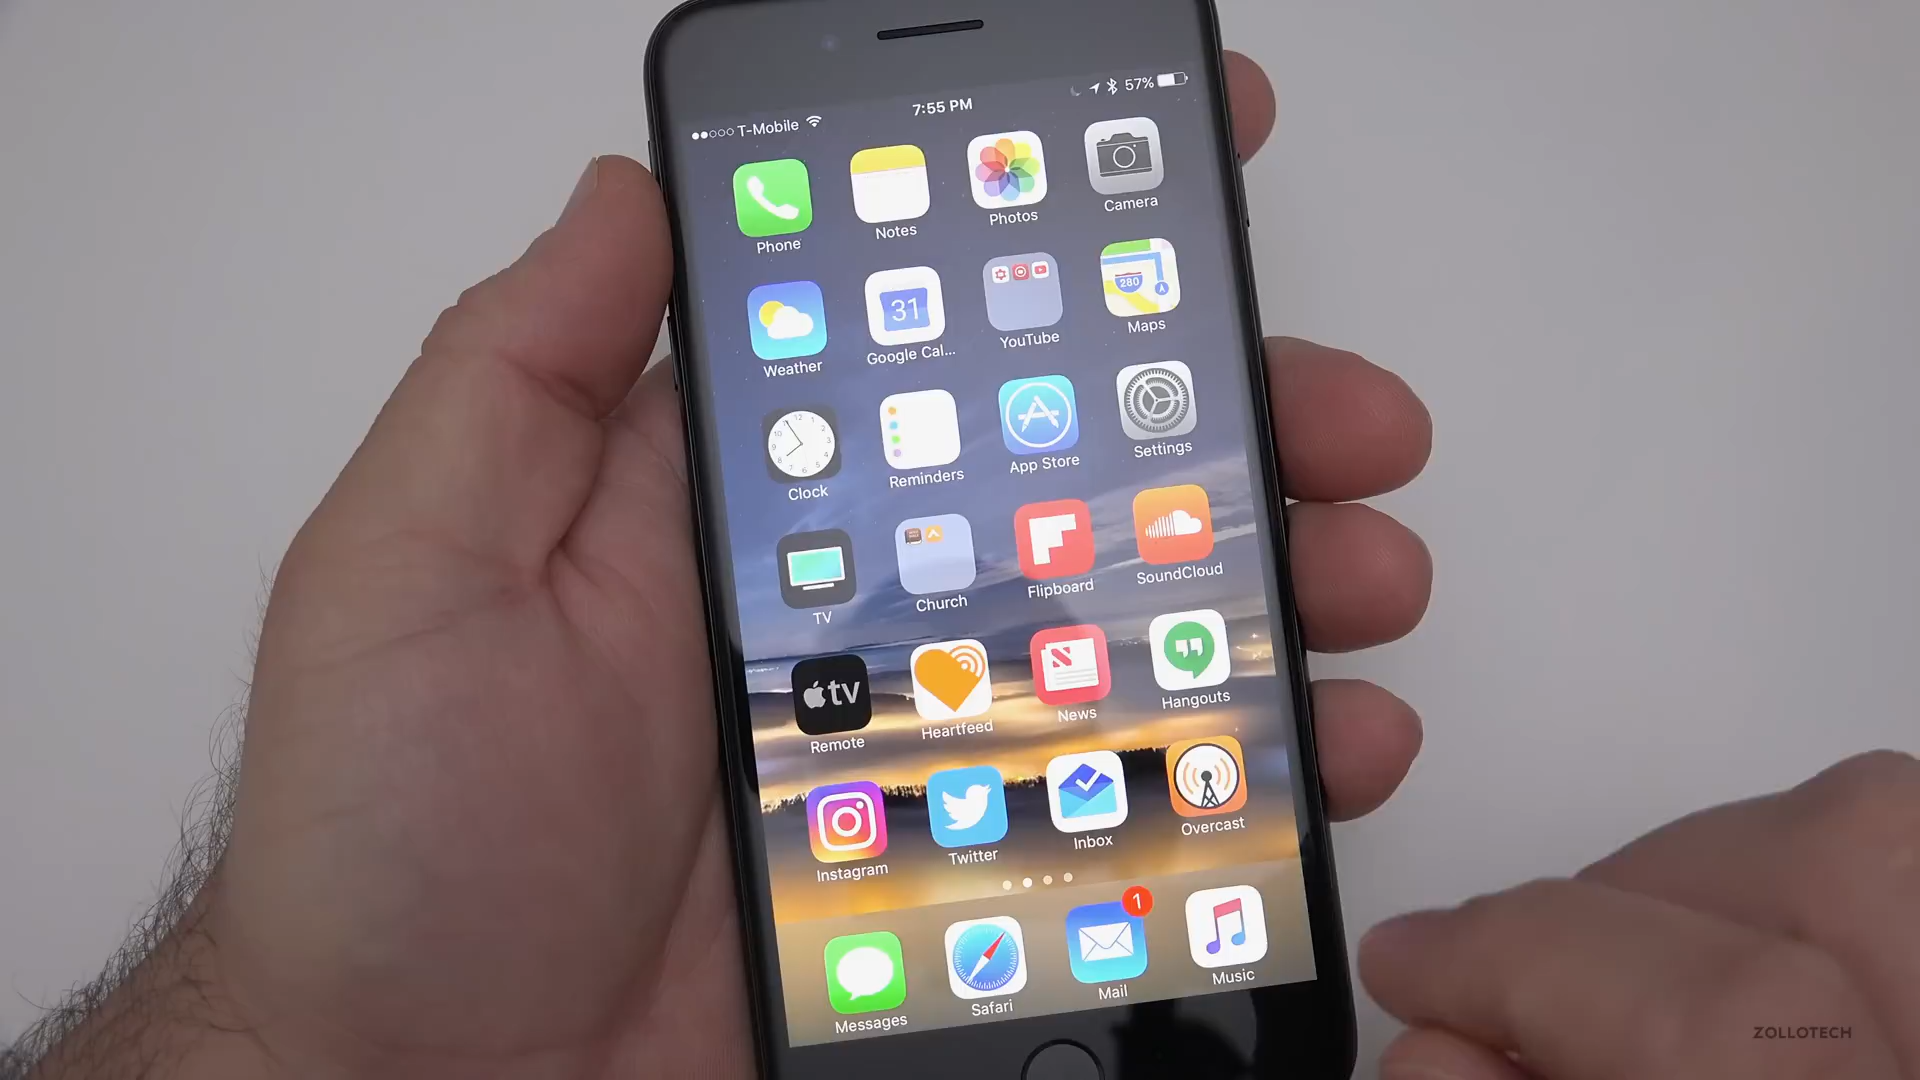 T-Mobile 7:55 PM 57%
Phone Notes Photos Camera
31
280
Weather Google Cal... YouTube Maps
Clock Reminders App Store Settings
TV Church Flipboard SoundCloud
tv
Remote Heartfeed News Hangouts
Instagram Twitter Inbox Overcast
1
Messages Safari Mail Music
ZOLLOTECH